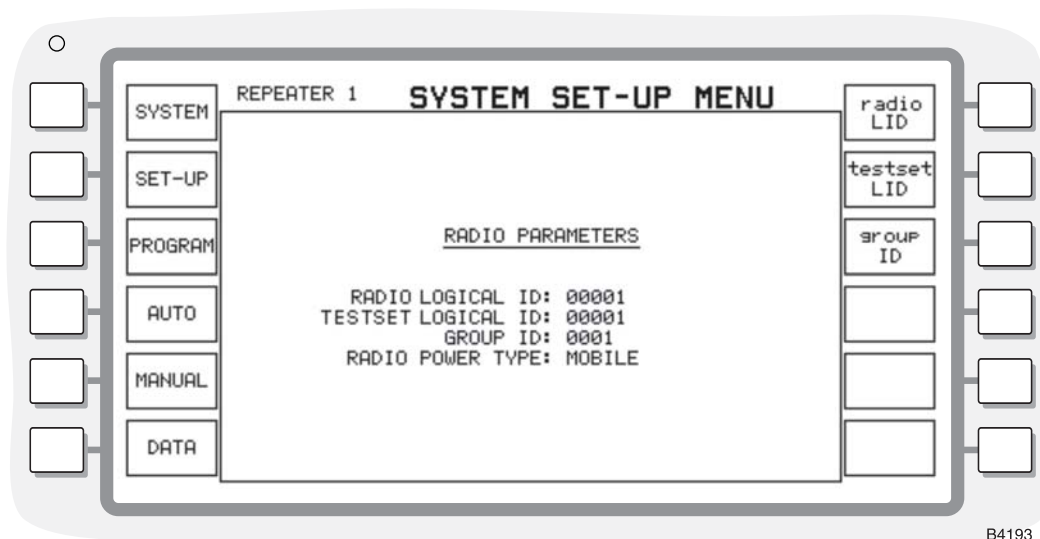 REPEATER 1 SYSTEM SET-UP MENU
SYSTEM
SET-UP
PROGRAM
AUTO
MANUAL
DATA
RADIO PARAMETERS
RADIO LOGICAL ID: 00001
TESTSET LOGICAL ID: 00001
GROUP ID: 0001
RADIO POWER TYPE: MOBILE
radio
LID
testset
LID
group
ID
B4193